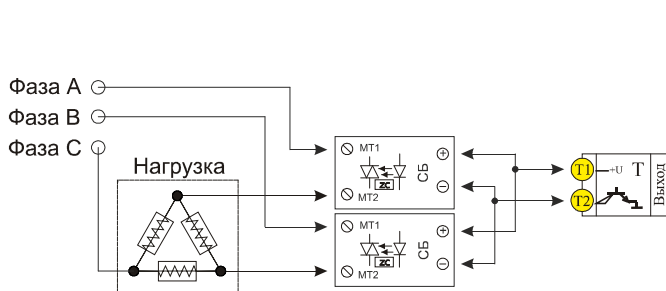 Фаза A
Фаза B
Фаза C
Нагрузка
MT1
MT2
ZC
СБ
+
−
MT1
MT2
ZC
СБ
+
−
T1
+U
T
T2
Выход